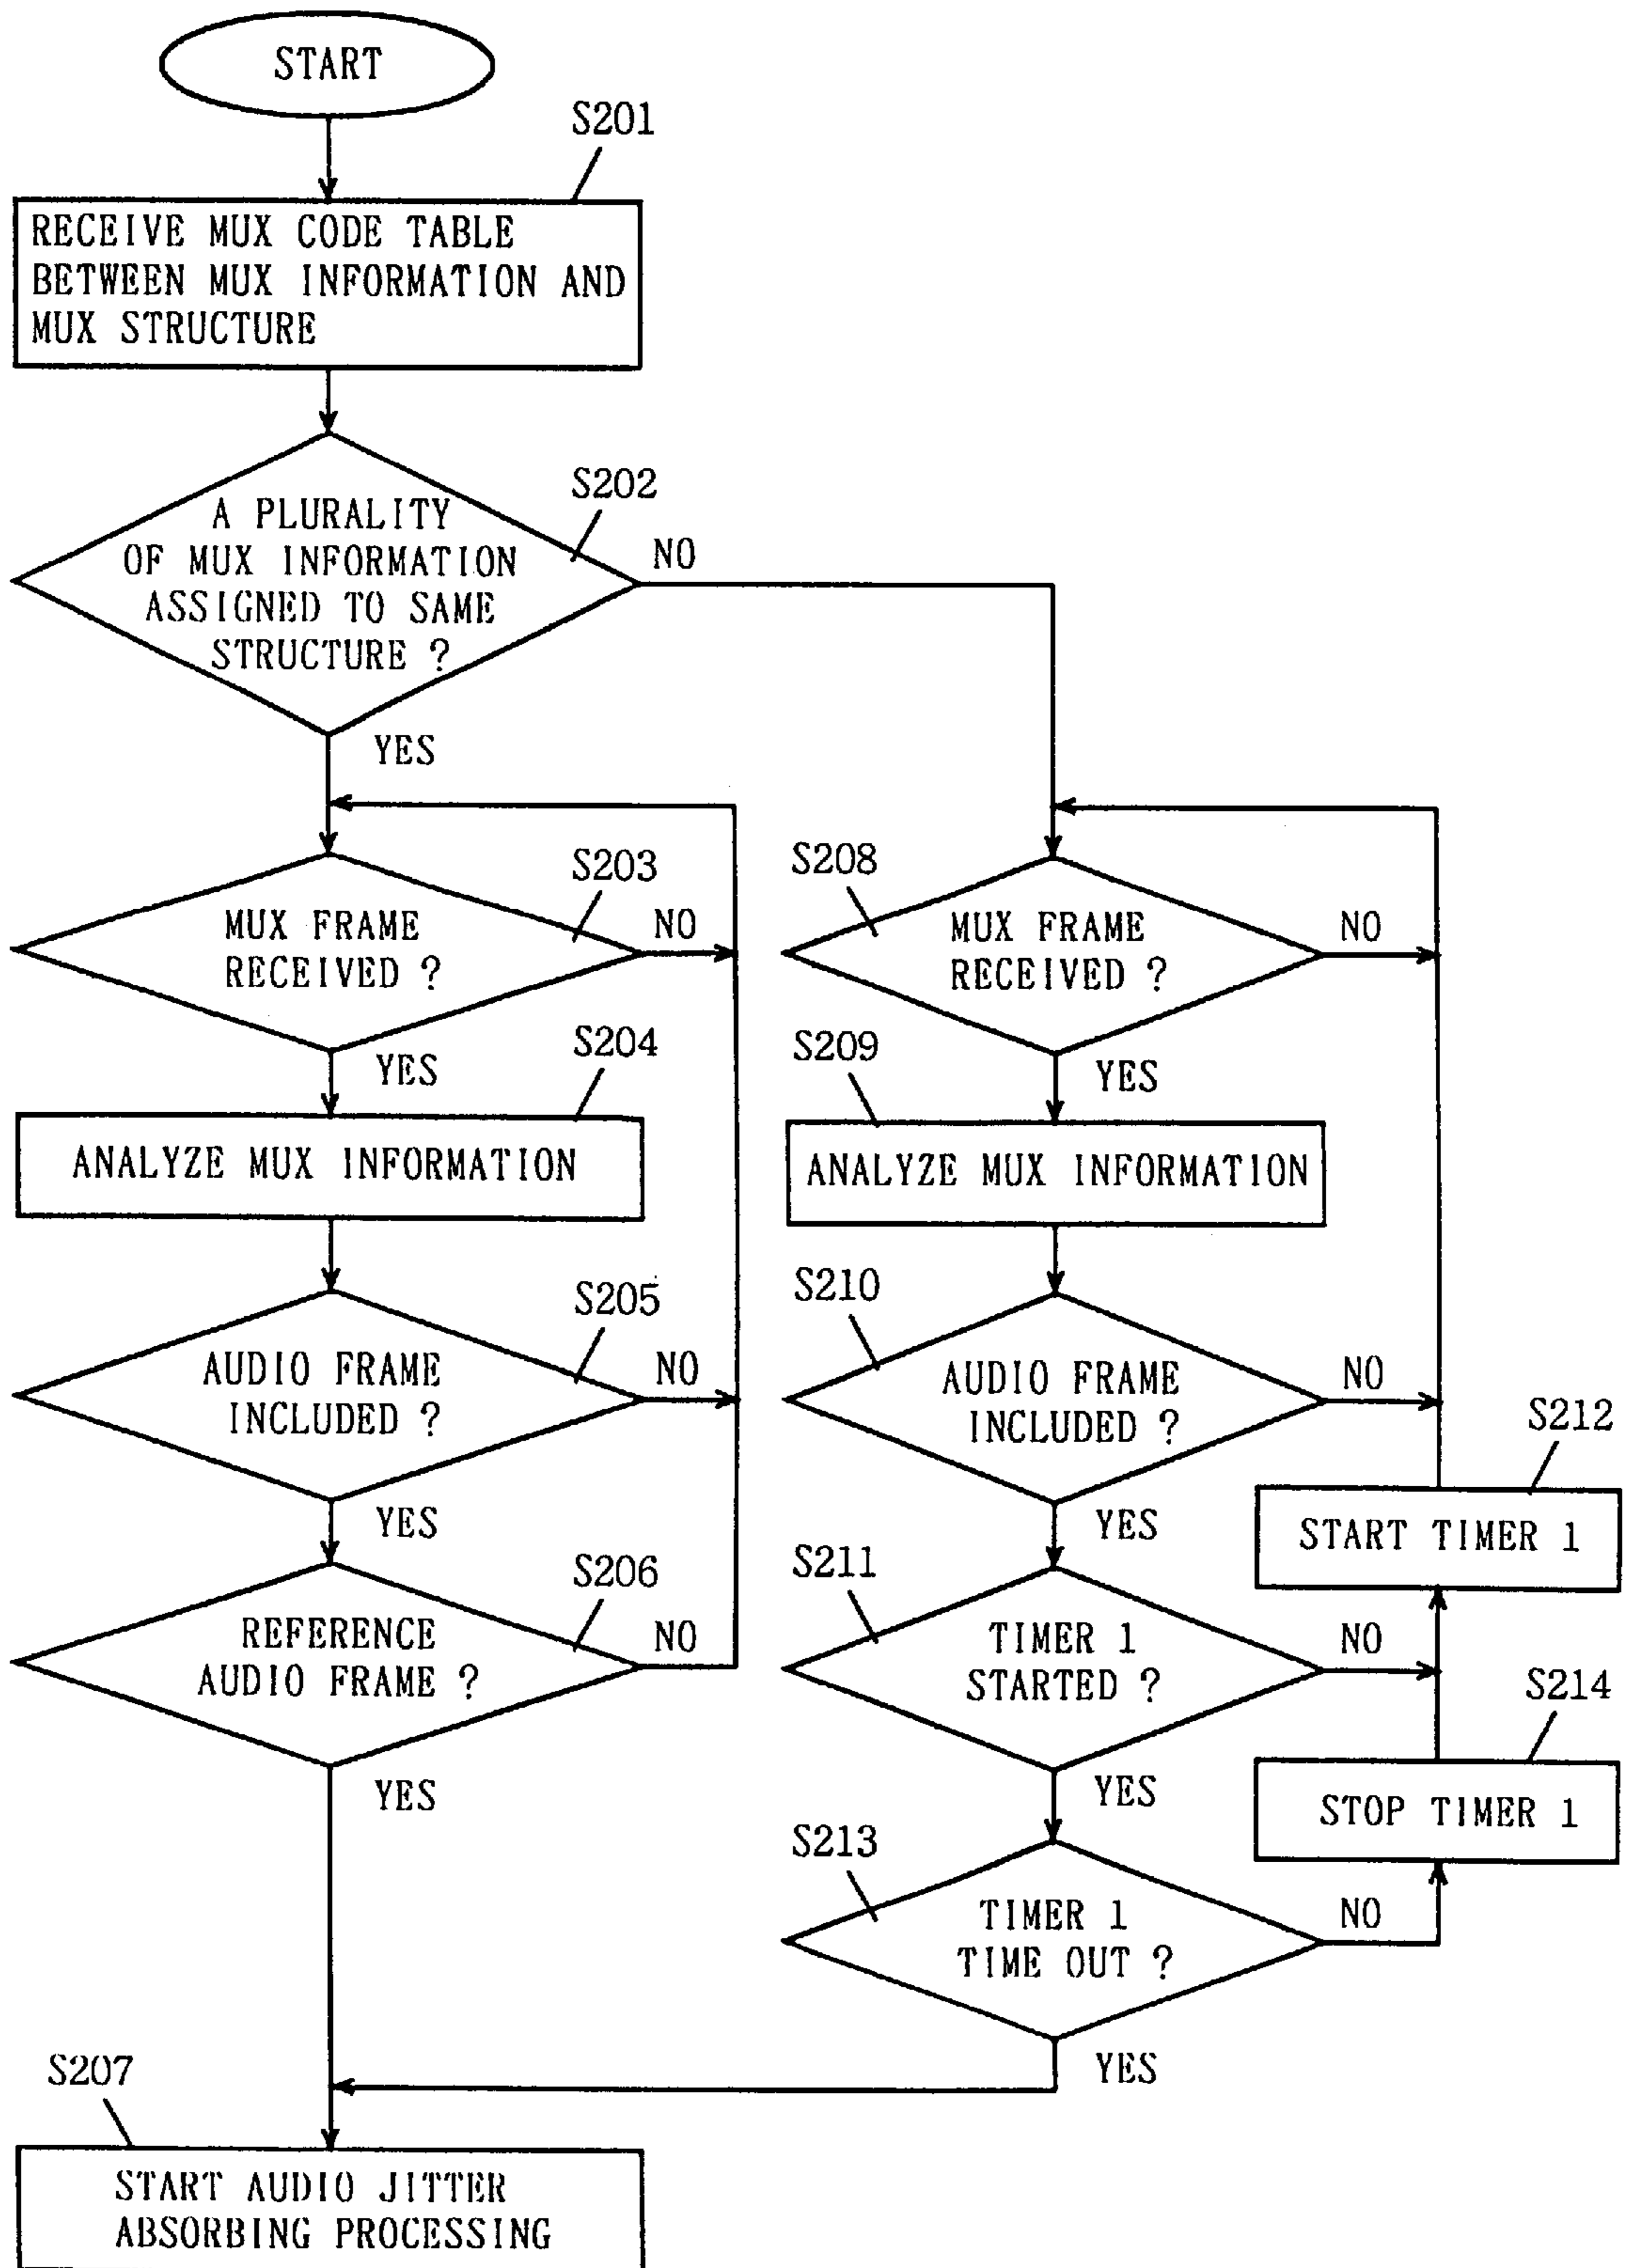 START
S201
RECEIVE MUX CODE TABLE
BETWEEN MUX INFORMATION AND
MUX STRUCTURE
S202
A PLURALITY
OF MUX INFORMATION
ASSIGNED TO SAME
STRUCTURE ?
NO
YES
S203
MUX FRAME
RECEIVED ?
NO
YES
S204
ANALYZE MUX INFORMATION
S205
AUDIO FRAME
INCLUDED ?
NO
YES
S206
REFERENCE
AUDIO FRAME ?
NO
YES
S208
MUX FRAME
RECEIVED ?
NO
YES
S209
ANALYZE MUX INFORMATION
S210
AUDIO FRAME
INCLUDED ?
NO
YES
S212
START TIMER 1
S211
TIMER 1
STARTED ?
NO
YES
S214
STOP TIMER 1
S213
TIMER 1
TIME OUT ?
NO
YES
S207
START AUDIO JITTER
ABSORBING PROCESSING